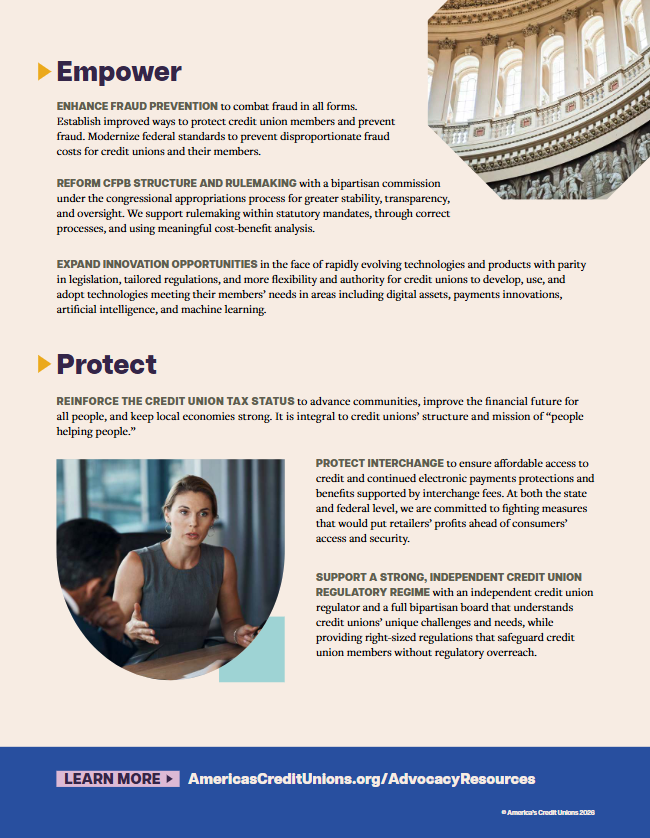 Empower
ENHANCE FRAUD PREVENTION to combat fraud in all forms.
Establish improved ways to protect credit union members and prevent
fraud. Modernize federal standards to prevent disproportionate fraud
costs for credit unions and their members.
REFORM CFPB STRUCTURE AND RULEMAKING with a bipartisan commission
under the congressional appropriations process for greater stability, transparency,
and oversight. We support rulemaking within statutory mandates, through correct
processes, and using meaningful cost-benefit analysis.
EXPAND INNOVATION OPPORTUNITIES in the face of rapidly evolving technologies and products with parity
in legislation, tailored regulations, and more flexibility and authority for credit unions to develop, use, and
adopt technologies meeting their members’ needs in areas including digital assets, payments innovations,
artificial intelligence, and machine learning.
Protect
REINFORCE THE CREDIT UNION TAX STATUS to advance communities, improve the financial future for
all people, and keep local economies strong. It is integral to credit unions’ structure and mission of “people
helping people.”
PROTECT INTERCHANGE to ensure affordable access to
credit and continued electronic payments protections and
benefits supported by interchange fees. At both the state
and federal level, we are committed to fighting measures
that would put retailers’ profits ahead of consumers’
access and security.
SUPPORT A STRONG, INDEPENDENT CREDIT UNION
REGULATORY REGIME with an independent credit union
regulator and a full bipartisan board that understands
credit unions’ unique challenges and needs, while
providing right-sized regulations that safeguard credit
union members without regulatory overreach.
LEARN MORE AmericasCreditUnions.org/AdvocacyResources
© America’s Credit Unions 2026